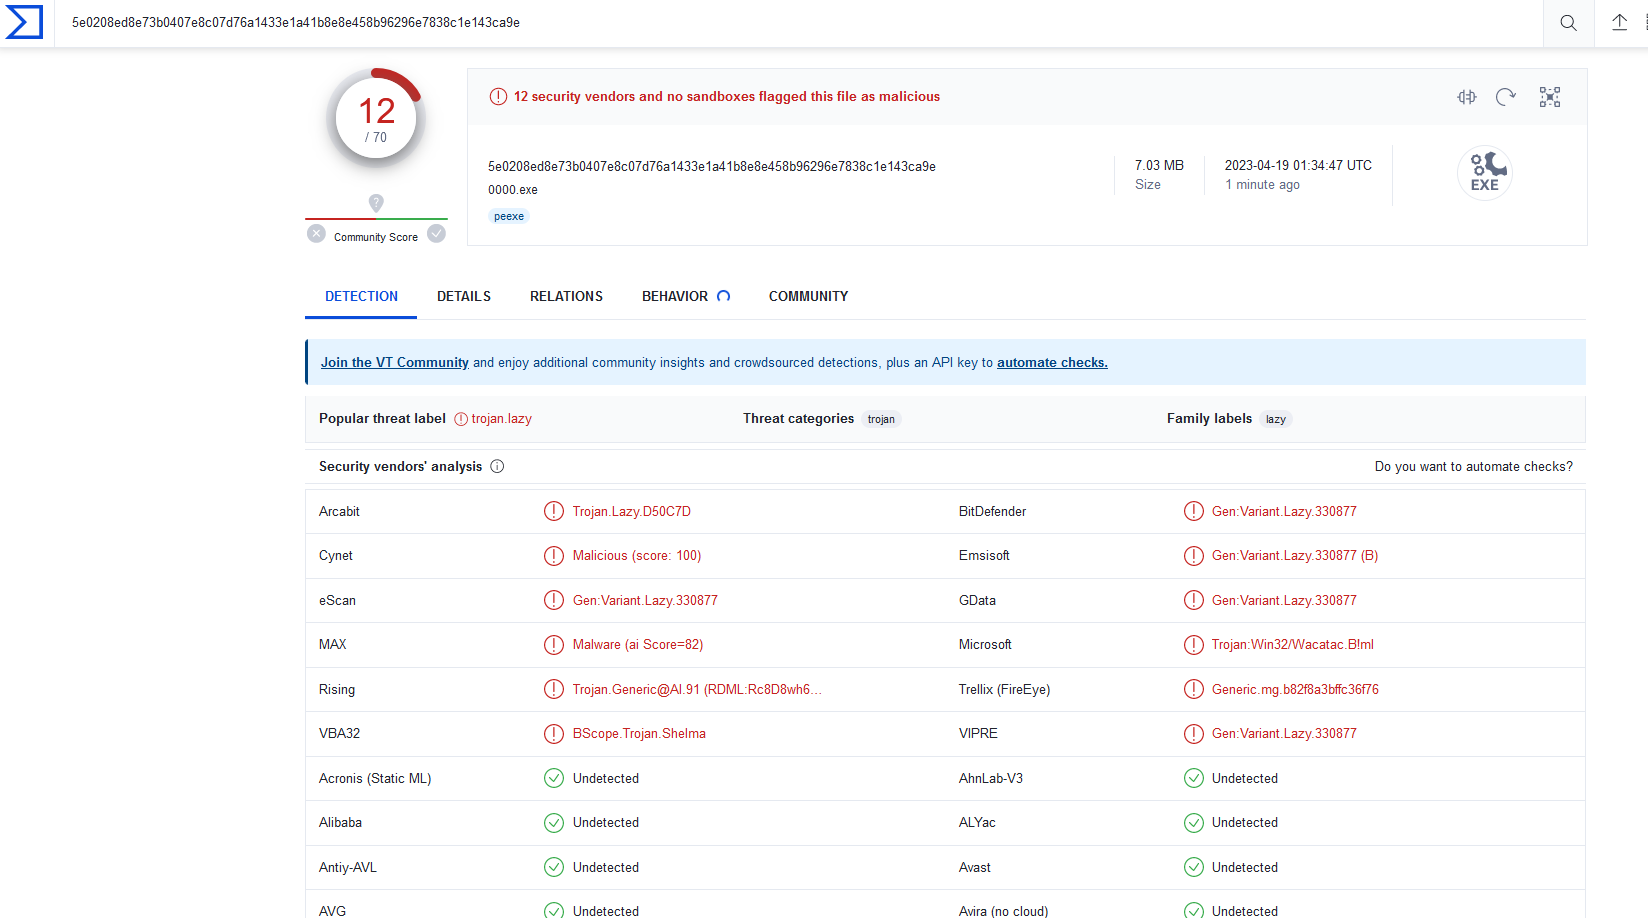 5e0208ed8e73b0407e8c07d76a1433e1a41b8e8e458b96296e7838c1e143ca9e
12
/ 70
Community Score
12 security vendors and no sandboxes flagged this file as malicious
5e0208ed8e73b0407e8c07d76a1433e1a41b8e8e458b96296e7838c1e143ca9e
0000.exe
peexe
7.03 MB
Size
2023-04-19 01:34:47 UTC
1 minute ago
EXE
DETECTION DETAILS RELATIONS BEHAVIOR COMMUNITY
Join the VT Community and enjoy additional community insights and crowdsourced detections, plus an API key to automate checks.
Popular threat label trojan.lazy Threat categories trojan Family labels lazy
Security vendors' analysis Do you want to automate checks?
Arcabit Trojan.Lazy.D50C7D BitDefender Gen:Variant.Lazy.330877
Cynet Malicious (score: 100) Emsisoft Gen:Variant.Lazy.330877 (B)
eScan Gen:Variant.Lazy.330877 GData Gen:Variant.Lazy.330877
MAX Malware (ai Score=82) Microsoft Trojan:Win32/Wacatac.B!ml
Rising Trojan.Generic@AI.91 (RDML:Rc8D8wh6… Trellix (FireEye) Generic.mg.b82f8a3bffc36f76
VBA32 BScope.Trojan.Shelma VIPRE Gen:Variant.Lazy.330877
Acronis (Static ML) Undetected AhnLab-V3 Undetected
Alibaba Undetected ALYac Undetected
Antiy-AVL Undetected Avast Undetected
AVG Undetected Avira (no cloud) Undetected